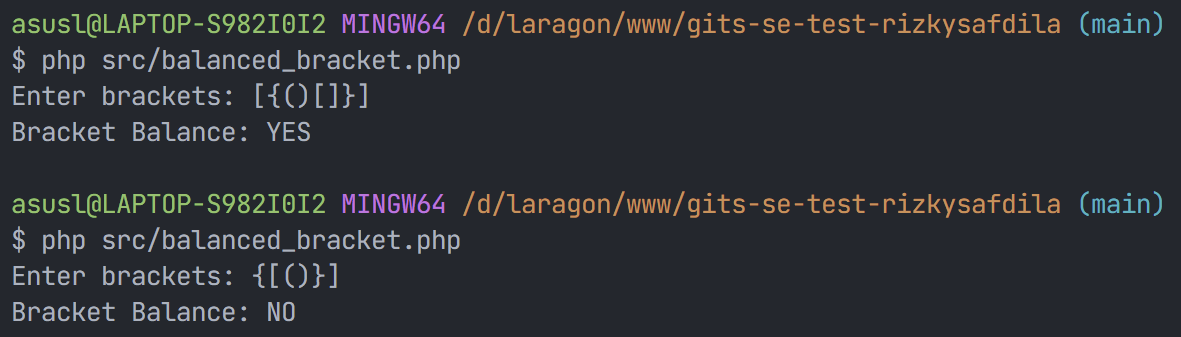 asusl@LAPTOP-S982I0I2 MINGW64 /d/laragon/www/gits-se-test-rizkysafdila (main)
$ php src/balanced_bracket.php
Enter brackets: [{()[]}]
Bracket Balance: YES
asusl@LAPTOP-S982I0I2 MINGW64 /d/laragon/www/gits-se-test-rizkysafdila (main)
$ php src/balanced_bracket.php
Enter brackets: {[()}]
Bracket Balance: NO